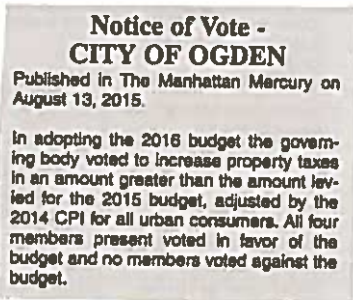 Notice of Vote -
CITY OF OGDEN
Published in The Manhattan Mercury on
August 13, 2015.
In adopting the 2016 budget the govern-
ing body voted to increase property taxes
in an amount greater than the amount lev-
ied for the 2015 budget, adjusted by the
2014 CPI for all urban consumers. All four
members present voted in favor of the
budget and no members voted against the
budget.